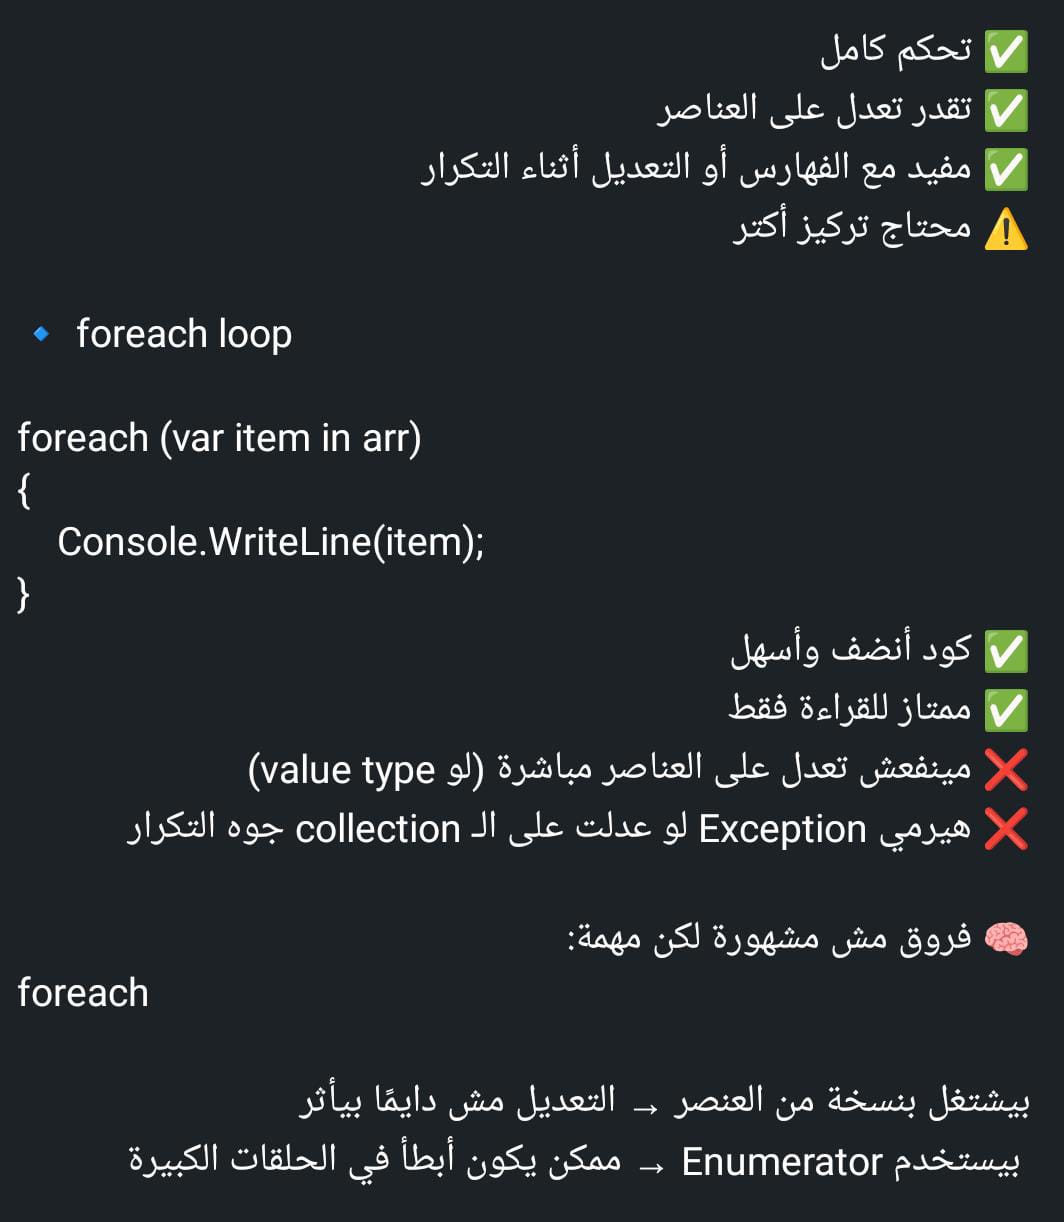 ✅ تحكم كامل
✅ تقدر تعدل على العناصر
✅ مفيد مع الفهارس أو التعديل أثناء التكرار
⚠️ محتاج تركيز أكتر
🔹 foreach loop
foreach (var item in arr)
{
    Console.WriteLine(item);
}
✅ كود أنضف وأسهل
✅ ممتاز للقراءة فقط
❌ مينفعش تعدل على العناصر مباشرة (لو value type)
❌ هيرمي Exception لو عدلت على الـ collection جوه التكرار
🧠 فروق مش مشهورة لكن مهمة:
foreach
بيشتغل بنسخة من العنصر → التعديل مش دايمًا بيأثر
بيستخدم Enumerator → ممكن يكون أبطأ في الحلقات الكبيرة